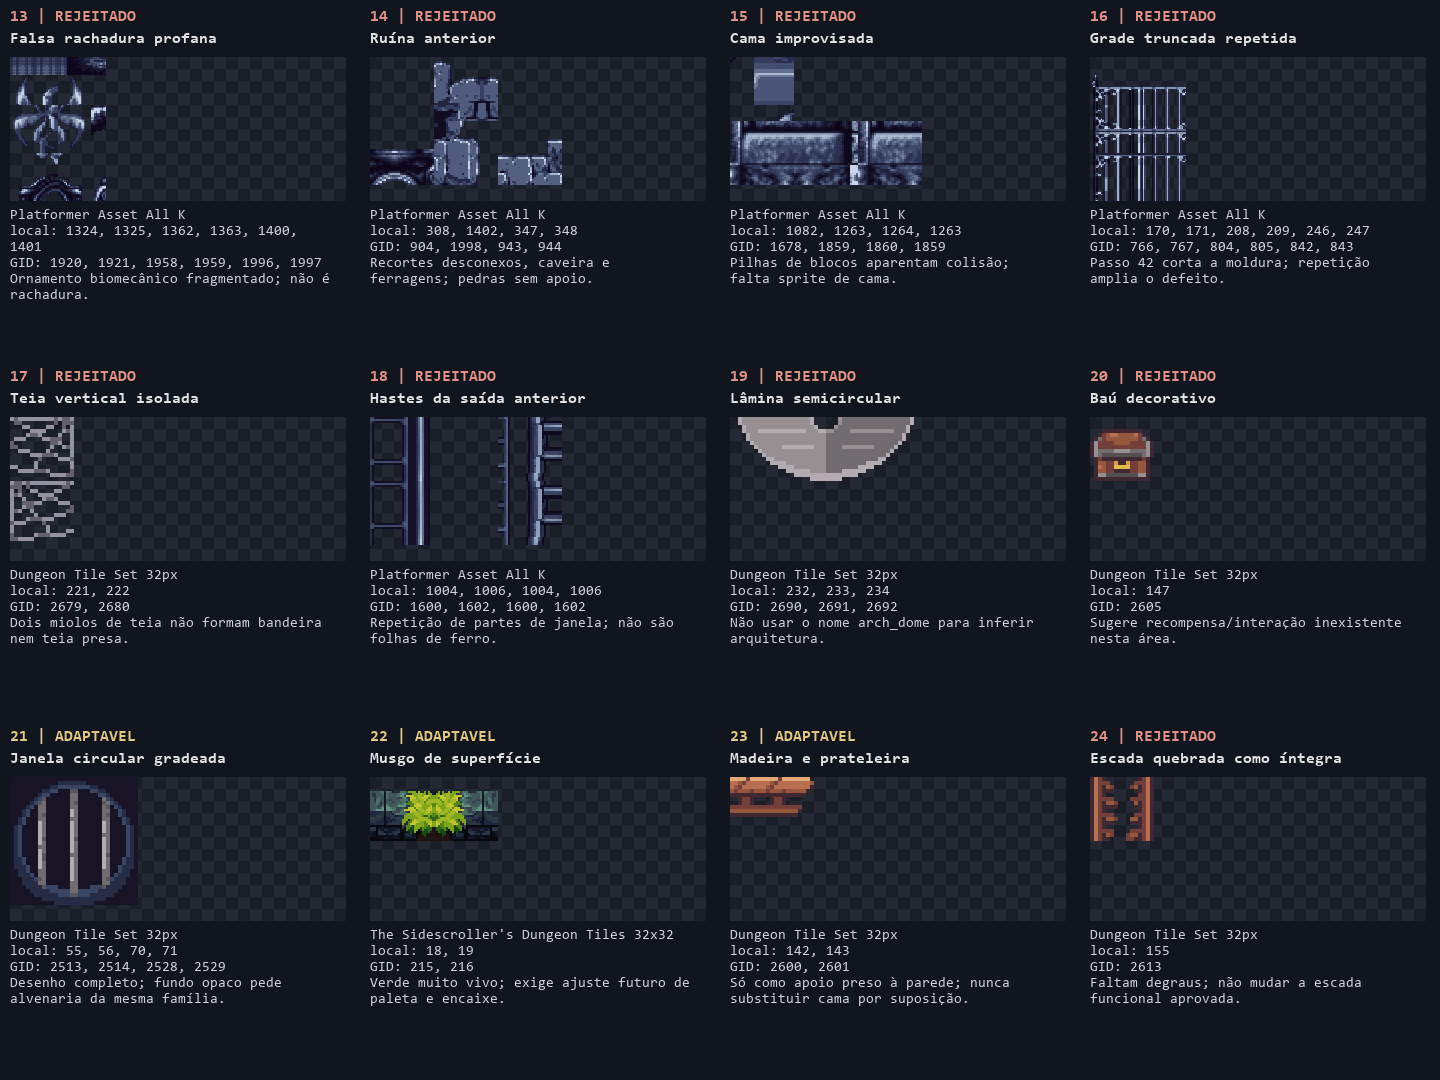 13 | REJEITADO
Falsa rachadura profana
Platformer Asset All K
local: 1324, 1325, 1362, 1363, 1400,
1401
GID: 1920, 1921, 1958, 1959, 1996, 1997
Ornamento biomecânico fragmentado; não é
rachadura.
14 | REJEITADO
Ruína anterior
Platformer Asset All K
local: 308, 1402, 347, 348
GID: 904, 1998, 943, 944
Recortes desconexos, caveira e
ferragens; pedras sem apoio.
15 | REJEITADO
Cama improvisada
Platformer Asset All K
local: 1082, 1263, 1264, 1263
GID: 1678, 1859, 1860, 1859
Pilhas de blocos aparentam colisão;
falta sprite de cama.
16 | REJEITADO
Grade truncada repetida
Platformer Asset All K
local: 170, 171, 208, 209, 246, 247
GID: 766, 767, 804, 805, 842, 843
Passo 42 corta a moldura; repetição
amplia o defeito.
17 | REJEITADO
Teia vertical isolada
Dungeon Tile Set 32px
local: 221, 222
GID: 2679, 2680
Dois miolos de teia não formam bandeira
nem teia presa.
18 | REJEITADO
Hastes da saída anterior
Platformer Asset All K
local: 1004, 1006, 1004, 1006
GID: 1600, 1602, 1600, 1602
Repetição de partes de janela; não são
folhas de ferro.
19 | REJEITADO
Lâmina semicircular
Dungeon Tile Set 32px
local: 232, 233, 234
GID: 2690, 2691, 2692
Não usar o nome arch_dome para inferir
arquitetura.
20 | REJEITADO
Baú decorativo
Dungeon Tile Set 32px
local: 147
GID: 2605
Sugere recompensa/interação inexistente
nesta área.
21 | ADAPTAVEL
Janela circular gradeada
Dungeon Tile Set 32px
local: 55, 56, 70, 71
GID: 2513, 2514, 2528, 2529
Desenho completo; fundo opaco pede
alvenaria da mesma família.
22 | ADAPTAVEL
Musgo de superfície
The Sidescroller's Dungeon Tiles 32x32
local: 18, 19
GID: 215, 216
Verde muito vivo; exige ajuste futuro de
paleta e encaixe.
23 | ADAPTAVEL
Madeira e prateleira
Dungeon Tile Set 32px
local: 142, 143
GID: 2600, 2601
Só como apoio preso à parede; nunca
substituir cama por suposição.
24 | REJEITADO
Escada quebrada como íntegra
Dungeon Tile Set 32px
local: 155
GID: 2613
Faltam degraus; não mudar a escada
funcional aprovada.